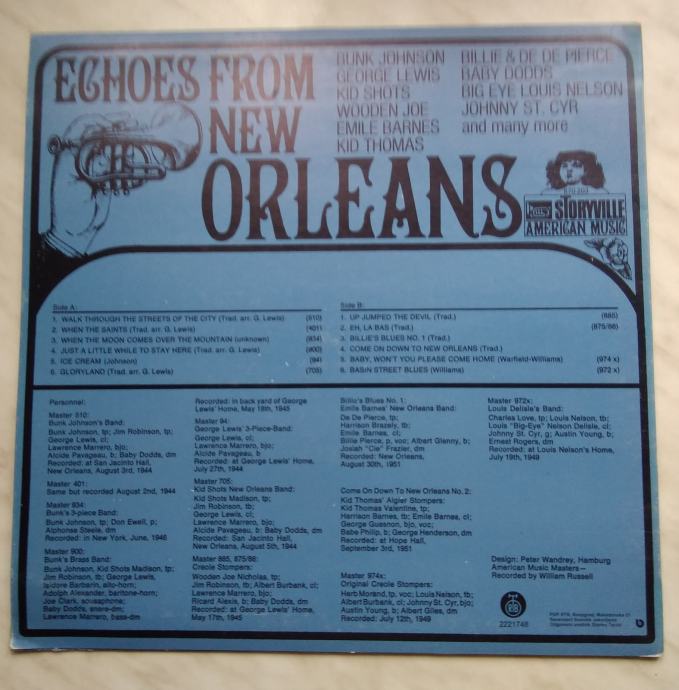 ECHOES FROM
NEW
ORLEANS
BUNK JOHNSON
GEORGE LEWIS
KID SHOTS
WOODEN JOE
EMILE BARNES
KID THOMAS
BILLIE & DE DE PIERCE
BABY DODDS
BIG EYE LOUIS NELSON
JOHNNY ST. CYR
and many more
STORYVILLE
AMERICAN MUSIC
Side A:
1. WALK THROUGH THE STREETS OF THE CITY (Trad. arr. G. Lewis) (510)
2. WHEN THE SAINTS (Trad. arr. G. Lewis) (401)
3. WHEN THE MOON COMES OVER THE MOUNTAIN (unknown) (934)
4. JUST A LITTLE WHILE TO STAY HERE (Trad. arr. G. Lewis) (900)
5. ICE CREAM (Johnson) (94)
6. GLORYLAND (Trad. arr. G. Lewis) (705)
Side B:
1. UP JUMPED THE DEVIL (Trad.) (885)
2. EH, LA BAS (Trad.) (875/88)
3. BILLIE'S BLUES NO. 1 (Trad.)
4. COME ON DOWN TO NEW ORLEANS (Trad.)
5. BABY, WON'T YOU PLEASE COME HOME (Warfield-Williams) (974 x)
6. BASIN STREET BLUES (Williams) (972 x)
Personnel:
Master 510:
Bunk Johnson's Band:
Bunk Johnson, tp; Jim Robinson, tb;
George Lewis, cl;
Lawrence Marrero, bjo;
Alcide Pavageau, b; Baby Dodds, dm
Recorded: at San Jacinto Hall,
New Orleans, August 3rd, 1944
Master 401:
Same but recorded August 2nd, 1944
Master 934:
Bunk's 3-piece Band:
Bunk Johnson, tp; Don Ewell, p;
Alphonse Steele, dm
Recorded: in New York, June, 1946
Master 900:
Bunk's Brass Band:
Bunk Johnson, Kid Shots Madison, tp;
Jim Robinson, tb; George Lewis,
Isidore Barbarin, alto-horn;
Adolph Alexander, baritone-horn;
Joe Clark, sousaphone;
Baby Dodds, snare-dm;
Lawrence Marrero, bass-dm
Recorded: in back yard of George
Lewis' Home, May 18th, 1945
Master 94:
George Lewis' 3-Piece-Band:
George Lewis, cl;
Lawrence Marrero, bjo;
Alcide Pavageau, b
Recorded: at George Lewis' Home,
July 27th, 1944
Master 705:
Kid Shots New Orleans Band:
Kid Shots Madison, tp;
Jim Robinson, tb;
George Lewis, cl;
Lawrence Marrero, bjo;
Alcide Pavageau, b; Baby Dodds, dm
Recorded: San Jacinto Hall,
New Orleans, August 5th, 1944
Master 885, 875/88:
Creole Stompers:
Wooden Joe Nicholas, tp;
Jim Robinson, tb; Albert Burbank, cl;
Lawrence Marrero, bjo;
Ricard Alexis, b; Baby Dodds, dm
Recorded: at George Lewis' Home,
May 17th, 1945
Billie's Blues No. 1:
Emile Barnes' New Orleans Band:
De De Pierce, tp;
Harrison Brazely, tb;
Emile Barnes, cl;
Billie Pierce, p, voc; Albert Glenny, b;
Josiah "Cie" Frazier, dm
Recorded: New Orleans,
August 30th, 1951
Come On Down To New Orleans No. 2:
Kid Thomas' Algier Stompers:
Kid Thomas Valentine, tp;
Harrison Barnes, tb; Emile Barnes, cl;
George Guesnon, bjo, voc;
Babe Philip, b; George Henderson, dm
Recorded: at Hope Hall,
September 3rd, 1951
Master 974x:
Original Creole Stompers:
Herb Morand, tp, voc; Louis Nelson, tb;
Albert Burbank, cl; Johnny St. Cyr, bjo;
Austin Young, b; Albert Giles, dm
Recorded: July 12th, 1949
Master 972x:
Louis Delisle's Band:
Charles Love, tp; Louis Nelson, tb;
Louis "Big-Eye" Nelson Delisle, cl;
Johnny St. Cyr, g; Austin Young, b;
Ernest Rogers, dm
Recorded: at Louis Nelson's Home,
July 19th, 1949
Design: Peter Wandrey, Hamburg
American Music Masters—
Recorded by William Russell
2221748